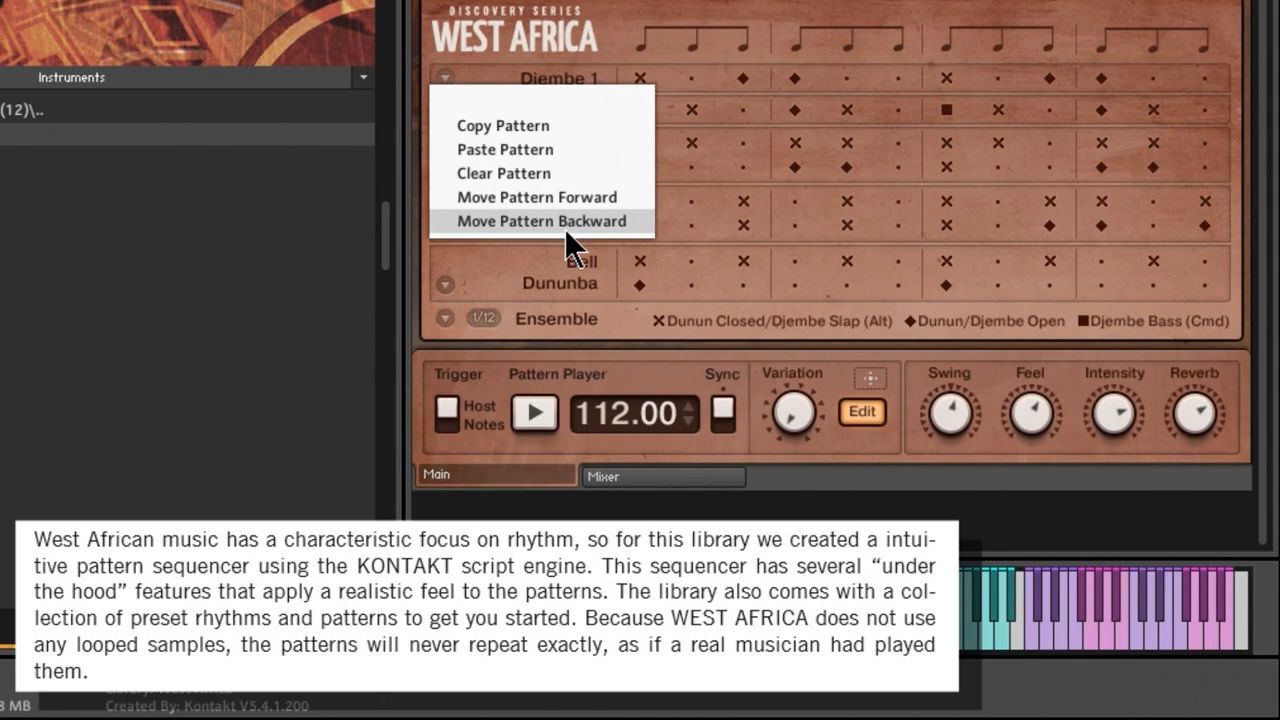 DISCOVERY SERIES
WEST AFRICA
Instruments
(12)\..
Djembe 1
Copy Pattern
Paste Pattern
Clear Pattern
Move Pattern Forward
Move Pattern Backward
Bell
Dununba
1/12 Ensemble
Dunun Closed/Djembe Slap (Alt) Dunun/Djembe Open Djembe Bass (Cmd)
Trigger Pattern Player Sync Variation Swing Feel Intensity Reverb
Host
Notes
112.00
Edit
Main
Mixer
West African music has a characteristic focus on rhythm, so for this library we created a intui-
tive pattern sequencer using the KONTAKT script engine. This sequencer has several “under
the hood” features that apply a realistic feel to the patterns. The library also comes with a col-
lection of preset rhythms and patterns to get you started. Because WEST AFRICA does not use
any looped samples, the patterns will never repeat exactly, as if a real musician had played
them.
MB
Created By: Kontakt V5.4.1.200